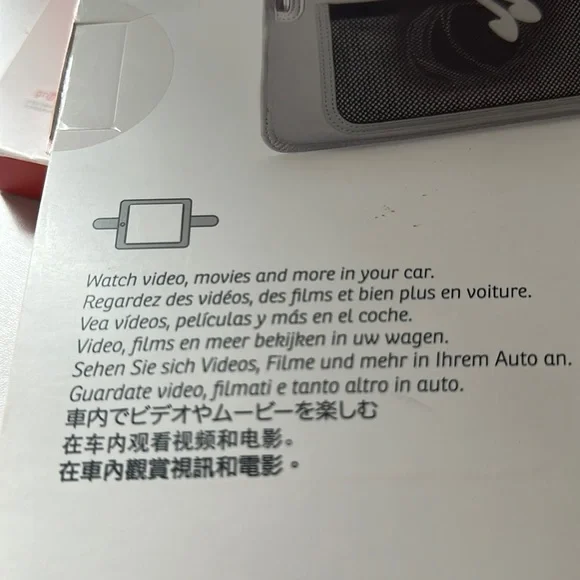 Watch video, movies and more in your car.
Regardez des vidéos, des films et bien plus en voiture.
Vea vídeos, películas y más en el coche.
Video, films en meer bekijken in uw wagen.
Sehen Sie sich Videos, Filme und mehr in Ihrem Auto an.
Guardate video, filmati e tanto altro in auto.
車内でビデオやムービーを楽しむ
在车内观看视频和电影。
在車內觀賞視訊和電影。